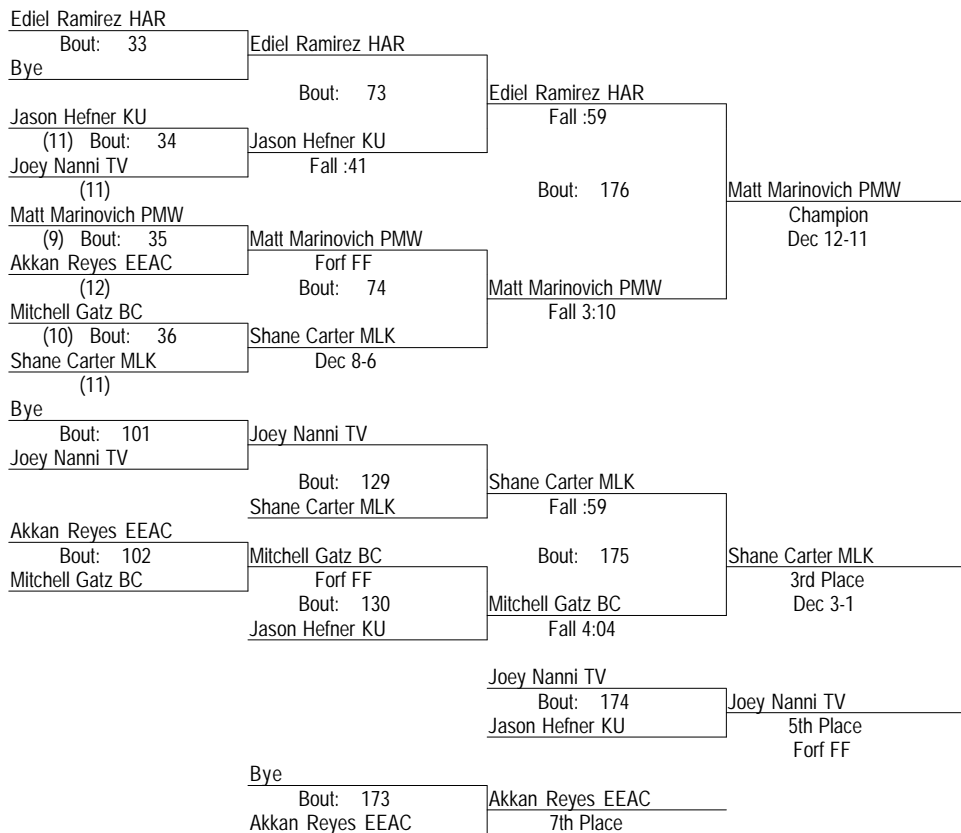 Ediel Ramirez HAR
Bout: 33
Bye
Ediel Ramirez HAR
Bout: 73
Jason Hefner KU
(11) Bout: 34
Joey Nanni TV
(11)
Jason Hefner KU
Fall :41
Ediel Ramirez HAR
Fall :59
Bout: 176
Matt Marinovich PMW
(9) Bout: 35
Akkan Reyes EEAC
(12)
Matt Marinovich PMW
Forf FF
Bout: 74
Mitchell Gatz BC
(10) Bout: 36
Shane Carter MLK
(11)
Shane Carter MLK
Dec 8-6
Matt Marinovich PMW
Fall 3:10
Matt Marinovich PMW
Champion
Dec 12-11
Bye
Bout: 101
Joey Nanni TV
Joey Nanni TV
Bout: 129
Shane Carter MLK
Shane Carter MLK
Fall :59
Bout: 175
Akkan Reyes EEAC
Bout: 102
Mitchell Gatz BC
Mitchell Gatz BC
Forf FF
Bout: 130
Jason Hefner KU
Mitchell Gatz BC
Fall 4:04
Shane Carter MLK
3rd Place
Dec 3-1
Joey Nanni TV
Bout: 174
Jason Hefner KU
Joey Nanni TV
5th Place
Forf FF
Bye
Bout: 173
Akkan Reyes EEAC
Akkan Reyes EEAC
7th Place